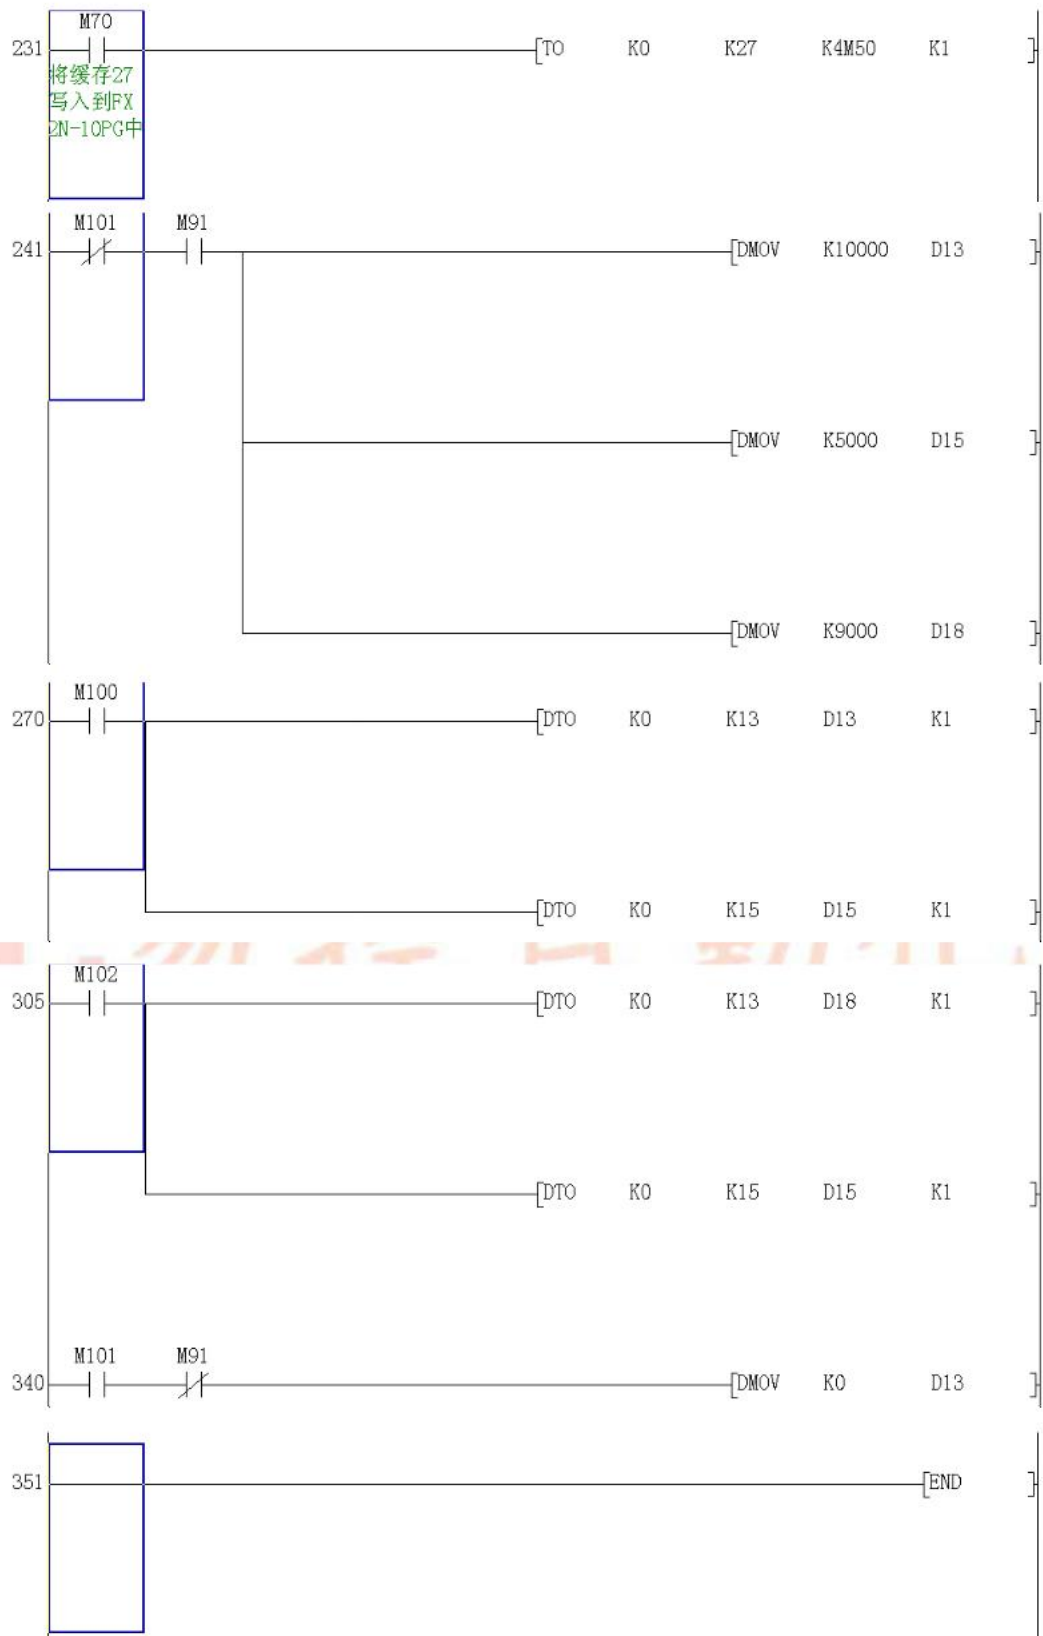 M70
231 [TO K0 K27 K4M50 K1 ]
将缓存27
写入到FX
2N-10PG中
M101 M91
241 [DMOV K10000 D13 ]
[DMOV K5000 D15 ]
[DMOV K9000 D18 ]
M100
270 [DTO K0 K13 D13 K1 ]
[DTO K0 K15 D15 K1 ]
M102
305 [DTO K0 K13 D18 K1 ]
[DTO K0 K15 D15 K1 ]
M101 M91
340 [DMOV K0 D13 ]
351 [END ]